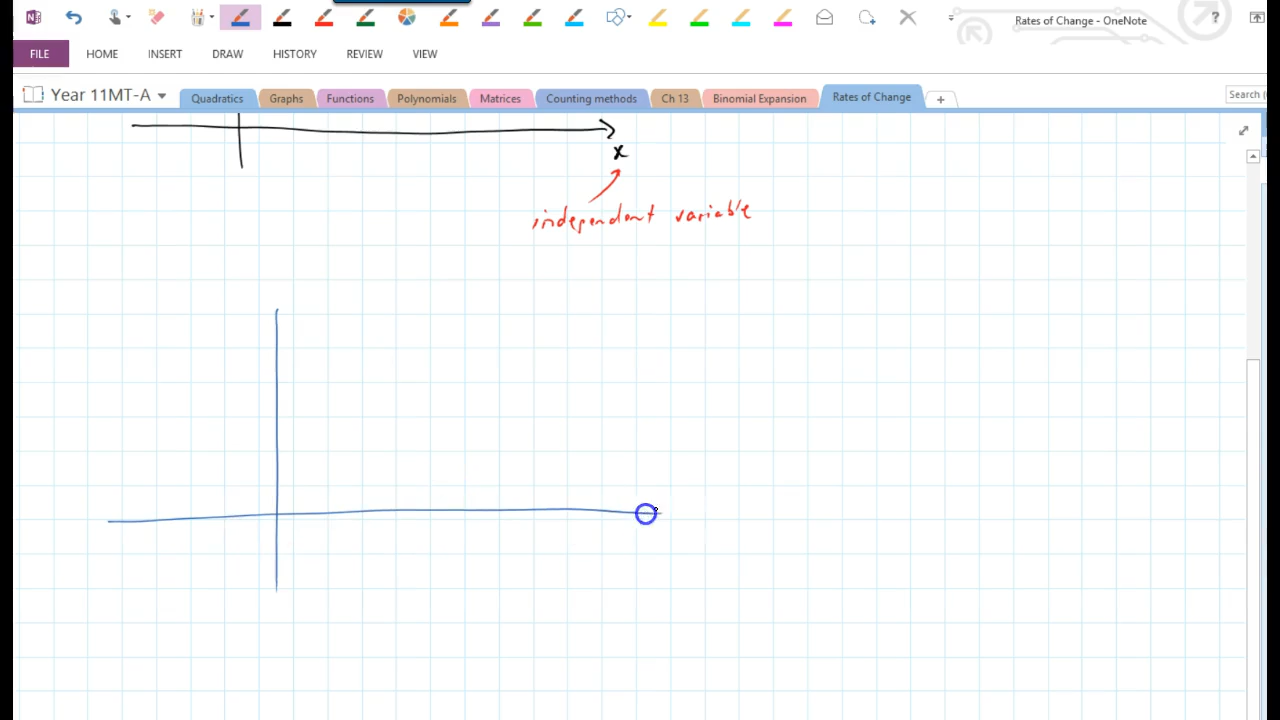 Rates of Change - OneNote
?
FILE HOME INSERT DRAW HISTORY REVIEW VIEW
Year 11MT-A Quadratics Graphs Functions Polynomials Matrices Counting methods Ch 13 Binomial Expansion Rates of Change + Search (
x
independent variable